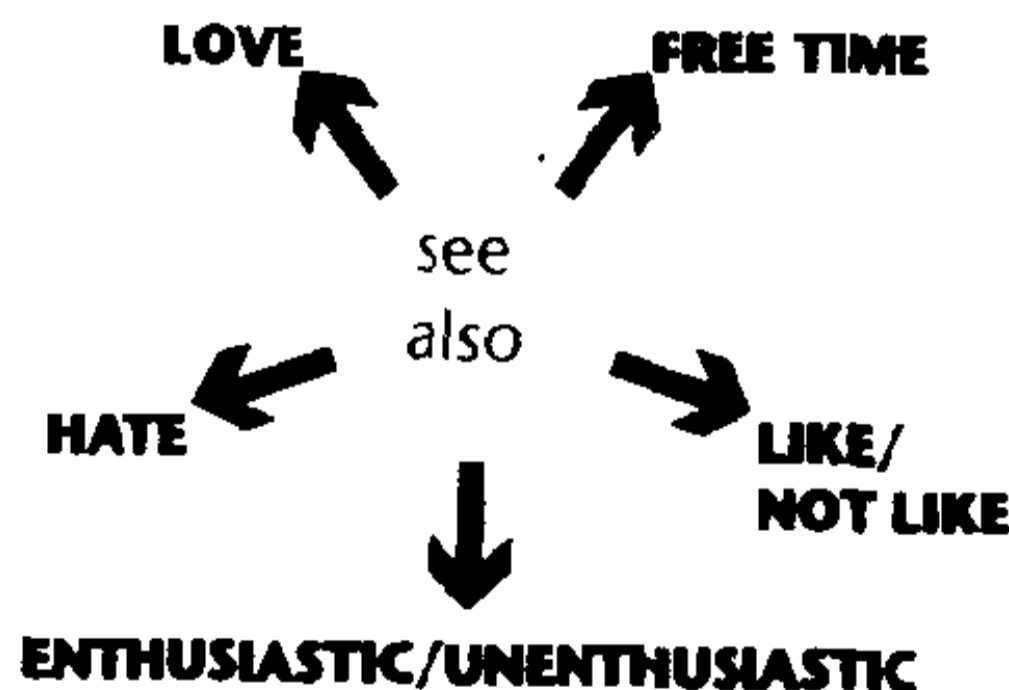 LOVE
FREE TIME
see
also
HATE
LIKE/
NOT LIKE
ENTHUSIASTIC/UNENTHUSIASTIC